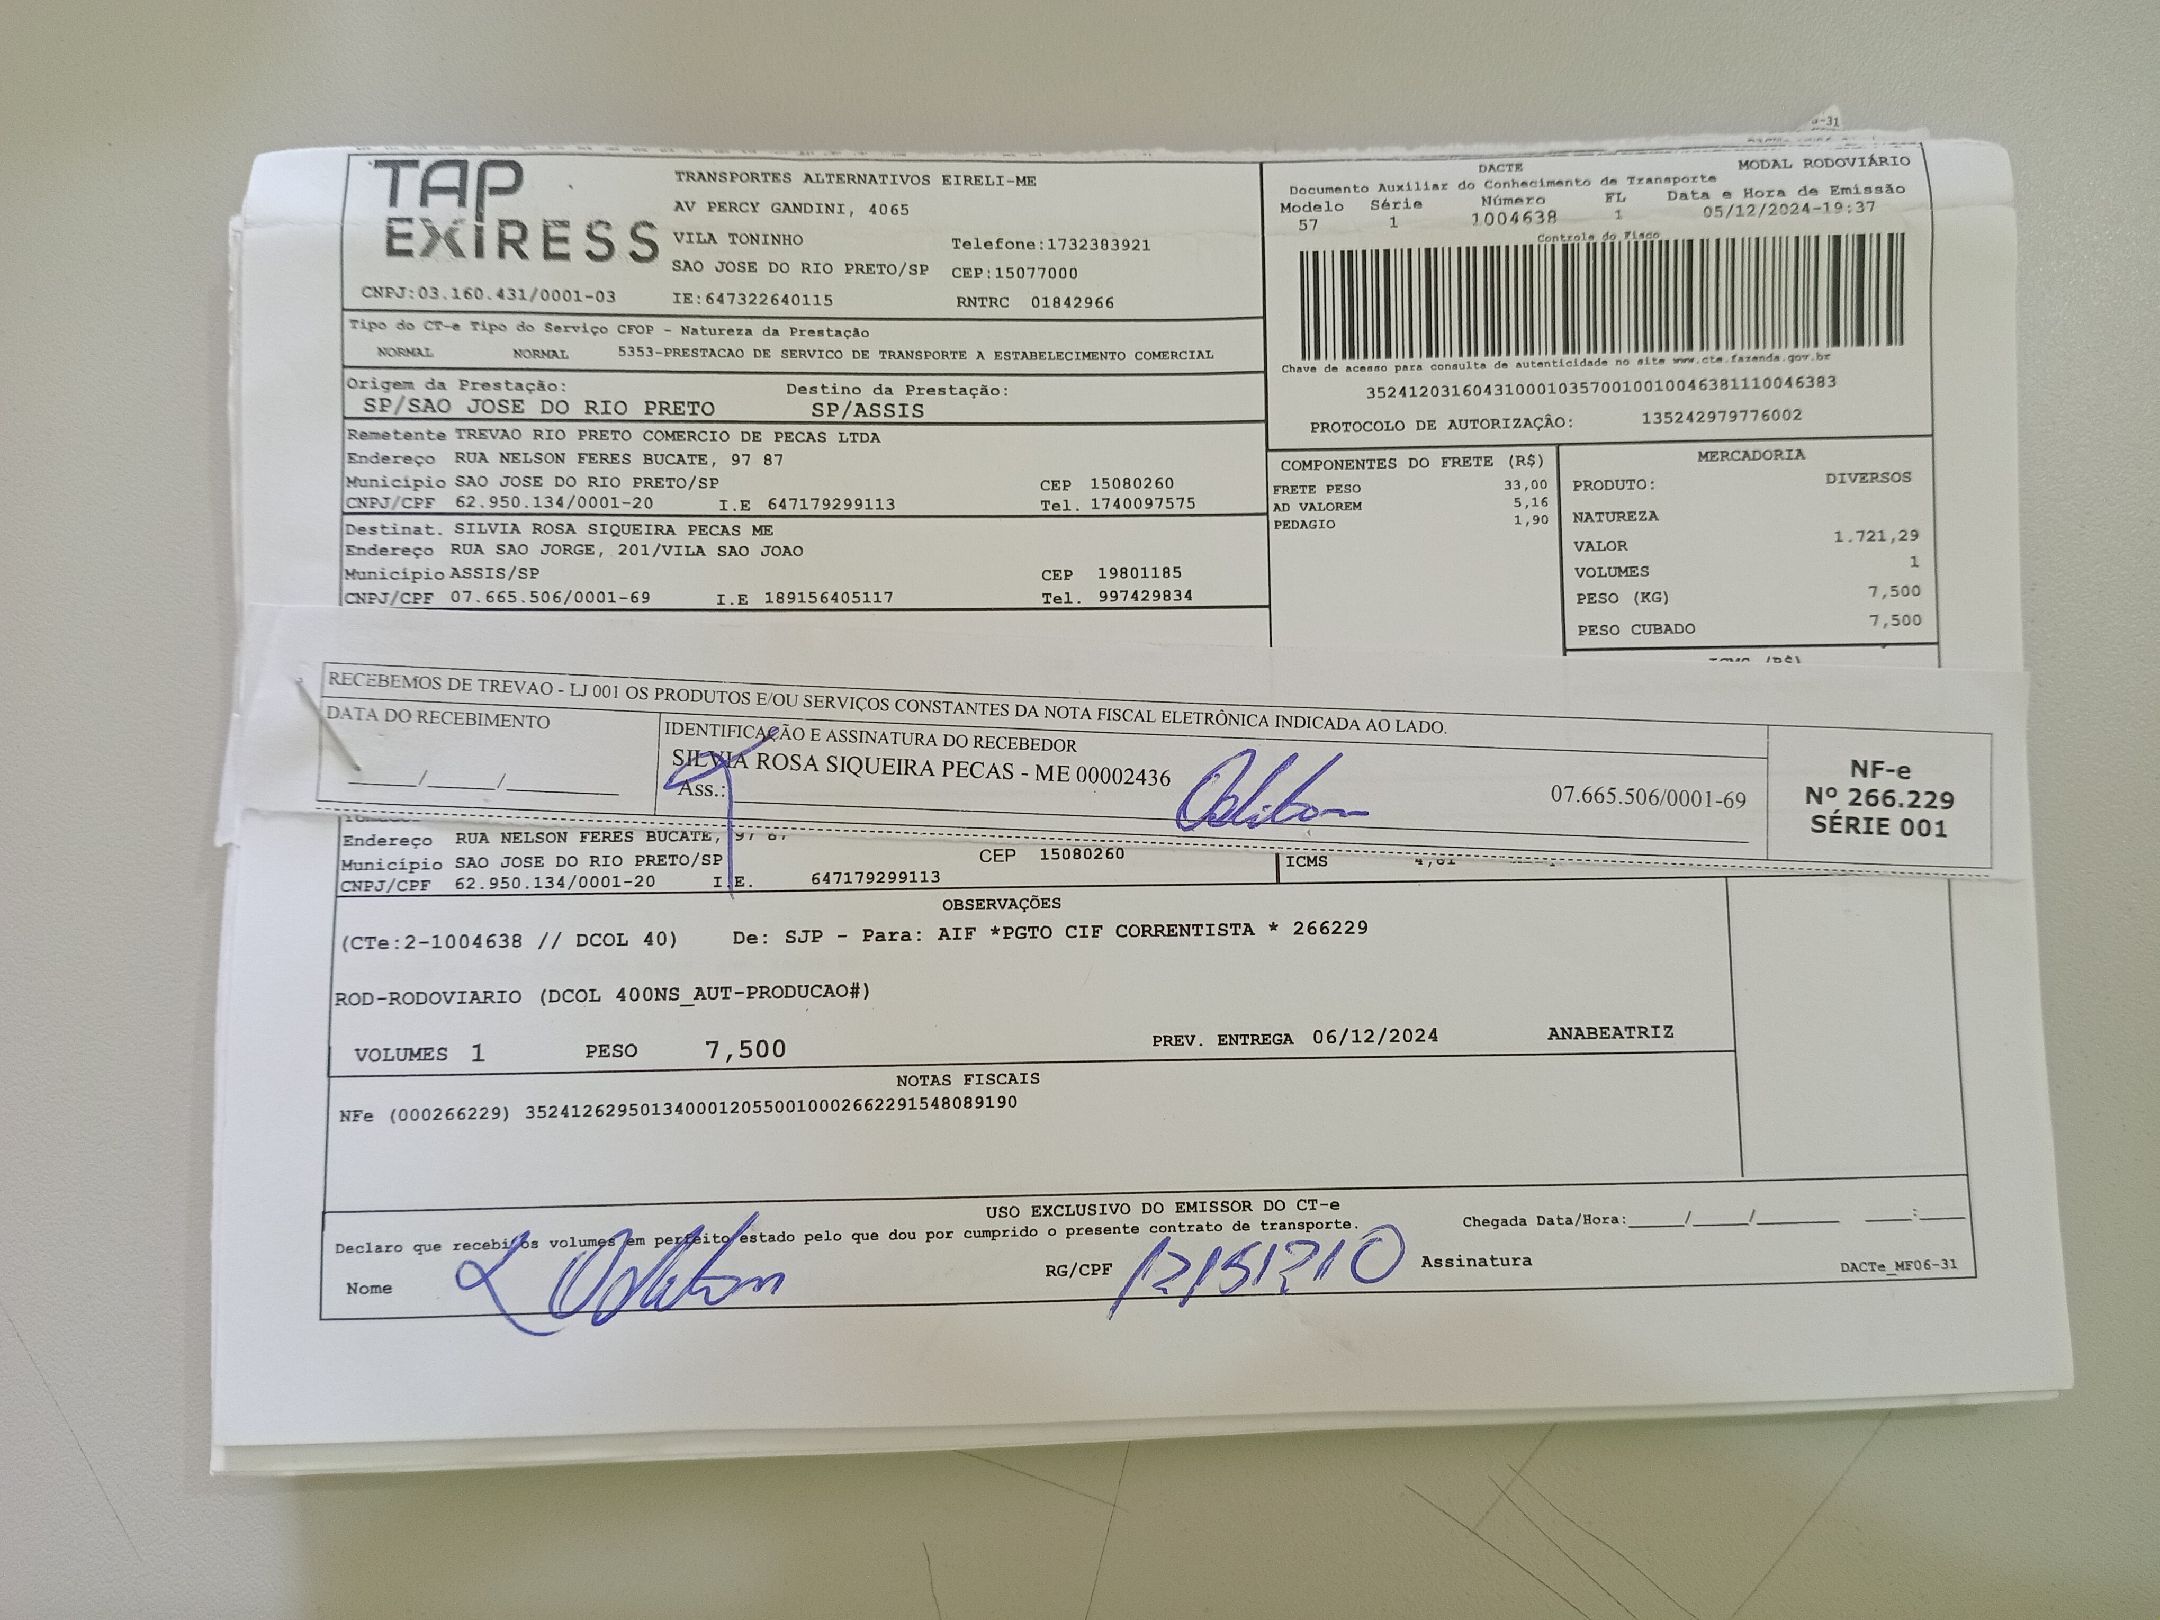 -31
TAP
EXIRESS
CNPJ:03.160.431/0001-03
TRANSPORTES ALTERNATIVOS EIRELI-ME
AV PERCY GANDINI, 4065
VILA TONINHO Telefone:1732383921
SAO JOSE DO RIO PRETO/SP CEP:15077000
IE:647322640115 RNTRC 01842966
DACTE MODAL RODOVIÁRIO
Documento Auxiliar do Conhecimento de Transporte
Modelo Série Número FL Data e Hora de Emissão
57 1 1004638 1 05/12/2024-19:37
Controle do Fisco
Chave de acesso para consulta de autenticidade no site www.cte.fazenda.gov.br
35241203160431000103570010010046381110046383
PROTOCOLO DE AUTORIZAÇÂO: 135242979776002
Tipo do CT-e Tipo do Serviço CFOP - Natureza da Prestação
NORMAL NORMAL 5353-PRESTACAO DE SERVICO DE TRANSPORTE A ESTABELECIMENTO COMERCIAL
Origem da Prestação: Destino da Prestação:
SP/SAO JOSE DO RIO PRETO SP/ASSIS
Remetente TREVAO RIO PRETO COMERCIO DE PECAS LTDA
Endereço RUA NELSON FERES BUCATE, 97 87
Município SAO JOSE DO RIO PRETO/SP CEP 15080260
CNPJ/CPF 62.950.134/0001-20 I.E 647179299113 Tel. 1740097575
Destinat. SILVIA ROSA SIQUEIRA PECAS ME
Endereço RUA SAO JORGE, 201/VILA SAO JOAO
Município ASSIS/SP CEP 19801185
CNPJ/CPF 07.665.506/0001-69 I.E 189156405117 Tel. 997429834
COMPONENTES DO FRETE (R$)
FRETE PESO 33,00
AD VALOREM 5,16
PEDAGIO 1,90
MERCADORIA
PRODUTO: DIVERSOS
NATUREZA
VALOR 1.721,29
VOLUMES 1
PESO (KG) 7,500
PESO CUBADO 7,500
RECEBEMOS DE TREVAO - LJ 001 OS PRODUTOS E/OU SERVIÇOS CONSTANTES DA NOTA FISCAL ELETRÔNICA INDICADA AO LADO.
DATA DO RECEBIMENTO
____/____/________
IDENTIFICAÇÃO E ASSINATURA DO RECEBEDOR
SILVIA ROSA SIQUEIRA PECAS - ME 00002436
Ass.: 07.665.506/0001-69
NF-e
Nº 266.229
SÉRIE 001
Endereço RUA NELSON FERES BUCATE, 97 87
Município SAO JOSE DO RIO PRETO/SP CEP 15080260
CNPJ/CPF 62.950.134/0001-20 I.E. 647179299113
ICMS
OBSERVAÇÕES
(CTe:2-1004638 // DCOL 40) De: SJP - Para: AIF *PGTO CIF CORRENTISTA * 266229
ROD-RODOVIARIO (DCOL 400NS_AUT-PRODUCAO#)
VOLUMES 1 PESO 7,500 PREV. ENTREGA 06/12/2024 ANABEATRIZ
NOTAS FISCAIS
NFe (000266229) 35241262950134000120550010002662291548089190
USO EXCLUSIVO DO EMISSOR DO CT-e
Declaro que recebi os volumes em perfeito estado pelo que dou por cumprido o presente contrato de transporte.
Chegada Data/Hora:_____/_____/________ ____:____
Nome RG/CPF Assinatura
DACTe_MF06-31